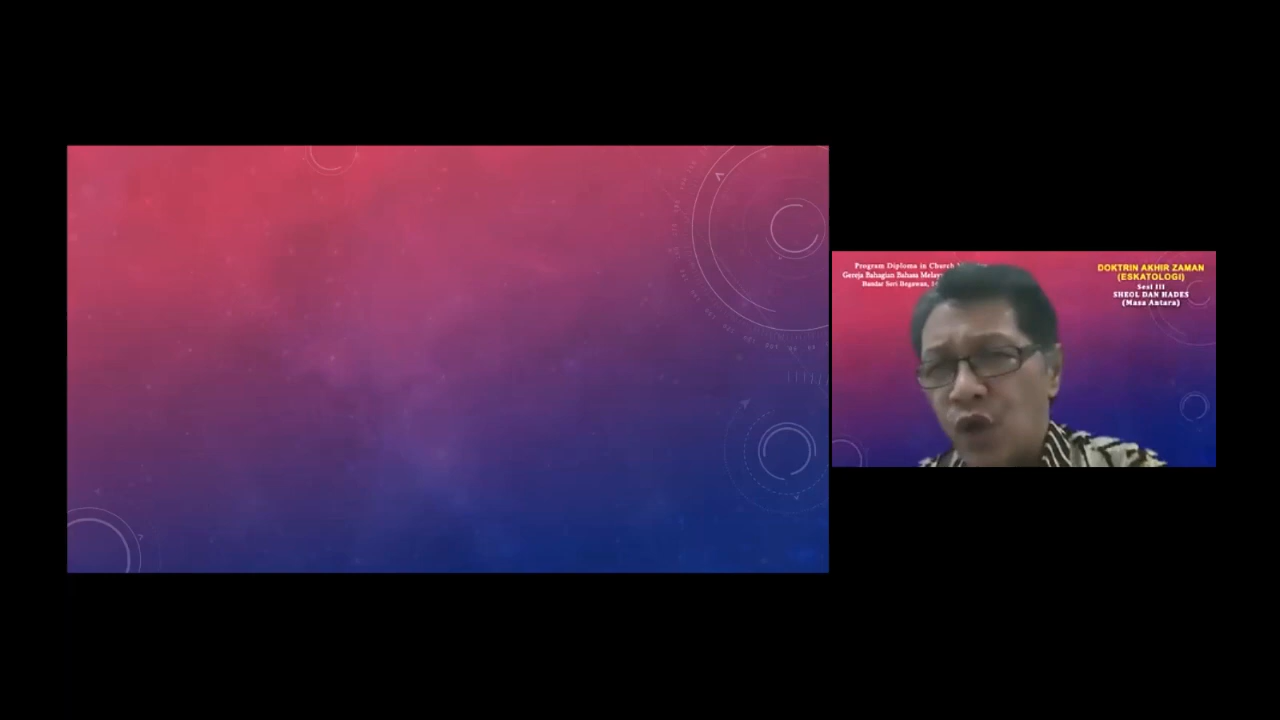 Program Diploma in Church
Gereja Bahagian Bahasa
Bandar Seri Begawan,
DOKTRIN AKHIR ZAMAN
(ESKATOLOGI)
Sesi III
SHEOL DAN HADES
(Masa Antara)